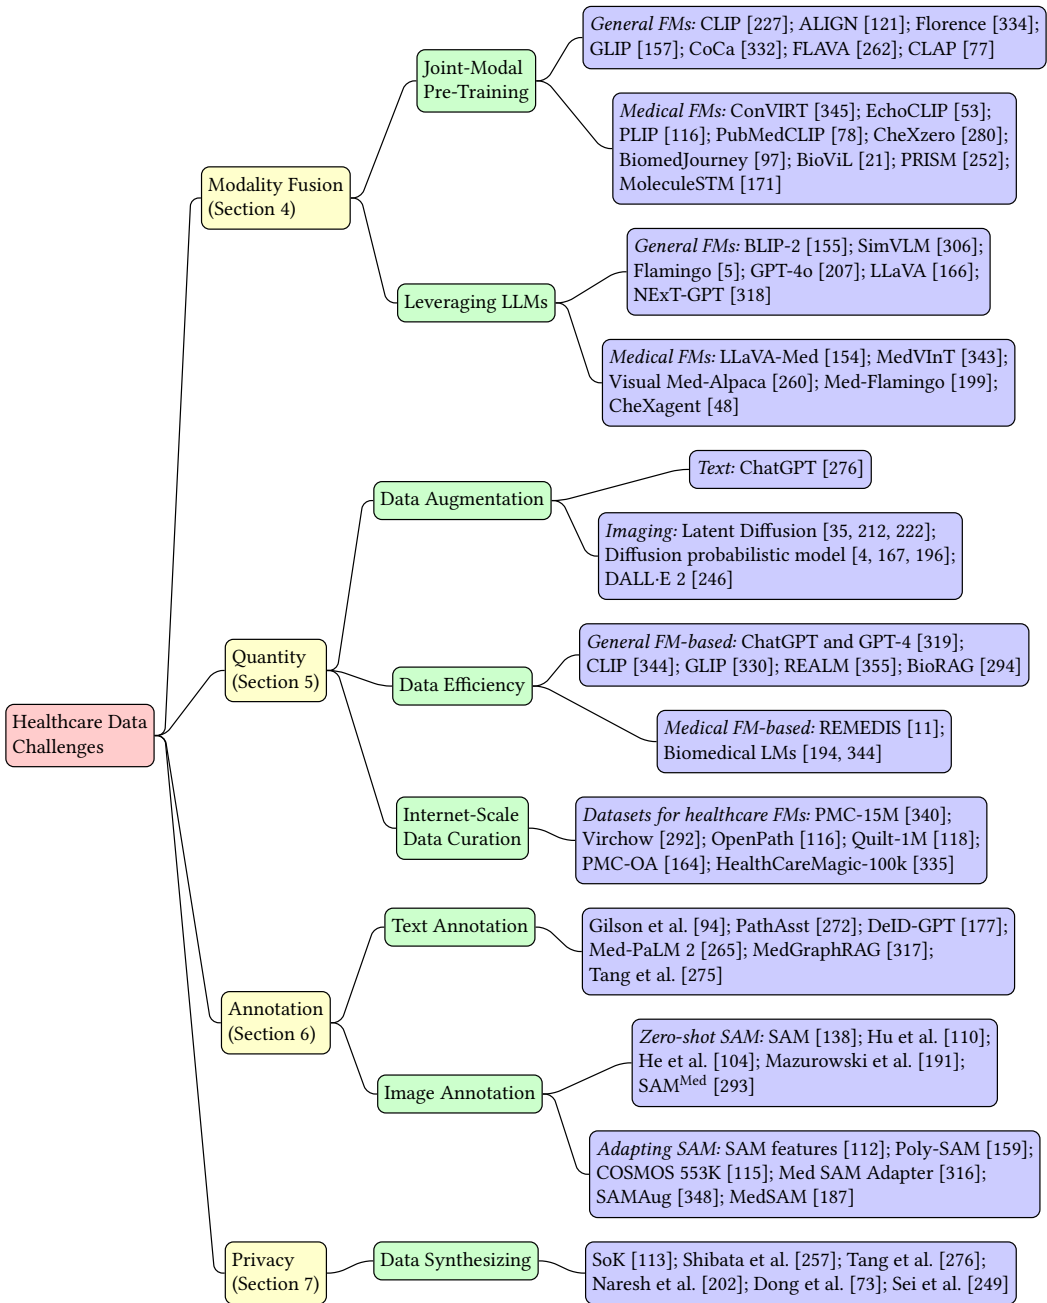 General FMs: CLIP [227]; ALIGN [121]; Florence [334];
GLIP [157]; CoCa [332]; FLAVA [262]; CLAP [77]
Joint-Modal
Pre-Training
Medical FMs: ConVIRT [345]; EchoCLIP [53];
PLIP [116]; PubMedCLIP [78]; CheXzero [280];
BiomedJourney [97]; BioViL [21]; PRISM [252];
MoleculeSTM [171]
Modality Fusion
(Section 4)
General FMs: BLIP-2 [155]; SimVLM [306];
Flamingo [5]; GPT-4o [207]; LLaVA [166];
NExT-GPT [318]
Leveraging LLMs
Medical FMs: LLaVA-Med [154]; MedVInT [343];
Visual Med-Alpaca [260]; Med-Flamingo [199];
CheXagent [48]
Text: ChatGPT [276]
Data Augmentation
Imaging: Latent Diffusion [35, 212, 222];
Diffusion probabilistic model [4, 167, 196];
DALL·E 2 [246]
General FM-based: ChatGPT and GPT-4 [319];
CLIP [344]; GLIP [330]; REALM [355]; BioRAG [294]
Quantity
(Section 5)
Data Efficiency
Medical FM-based: REMEDIS [11];
Biomedical LMs [194, 344]
Healthcare Data
Challenges
Internet-Scale
Data Curation
Datasets for healthcare FMs: PMC-15M [340];
Virchow [292]; OpenPath [116]; Quilt-1M [118];
PMC-OA [164]; HealthCareMagic-100k [335]
Text Annotation
Gilson et al. [94]; PathAsst [272]; DeID-GPT [177];
Med-PaLM 2 [265]; MedGraphRAG [317];
Tang et al. [275]
Annotation
(Section 6)
Zero-shot SAM: SAM [138]; Hu et al. [110];
He et al. [104]; Mazurowski et al. [191];
SAM^Med [293]
Image Annotation
Adapting SAM: SAM features [112]; Poly-SAM [159];
COSMOS 553K [115]; Med SAM Adapter [316];
SAMAug [348]; MedSAM [187]
Privacy
(Section 7)
Data Synthesizing
SoK [113]; Shibata et al. [257]; Tang et al. [276];
Naresh et al. [202]; Dong et al. [73]; Sei et al. [249]